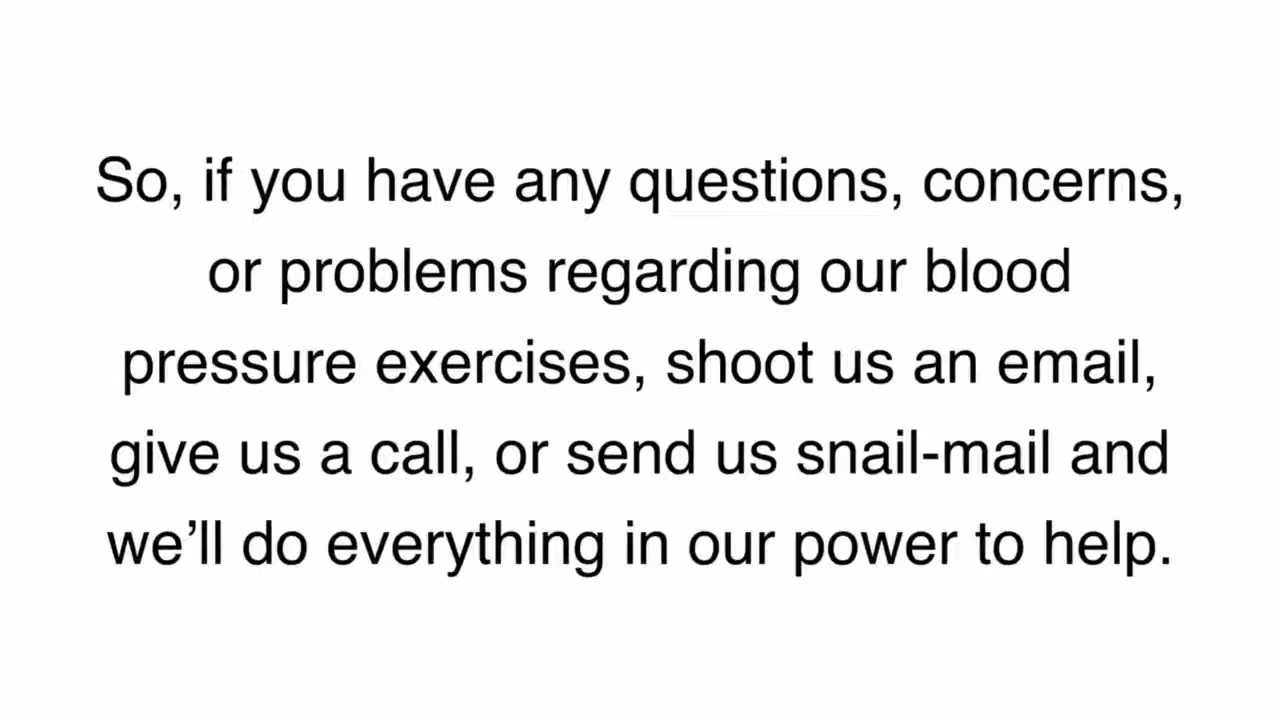 So, if you have any questions, concerns,
or problems regarding our blood
pressure exercises, shoot us an email,
give us a call, or send us snail-mail and
we’ll do everything in our power to help.